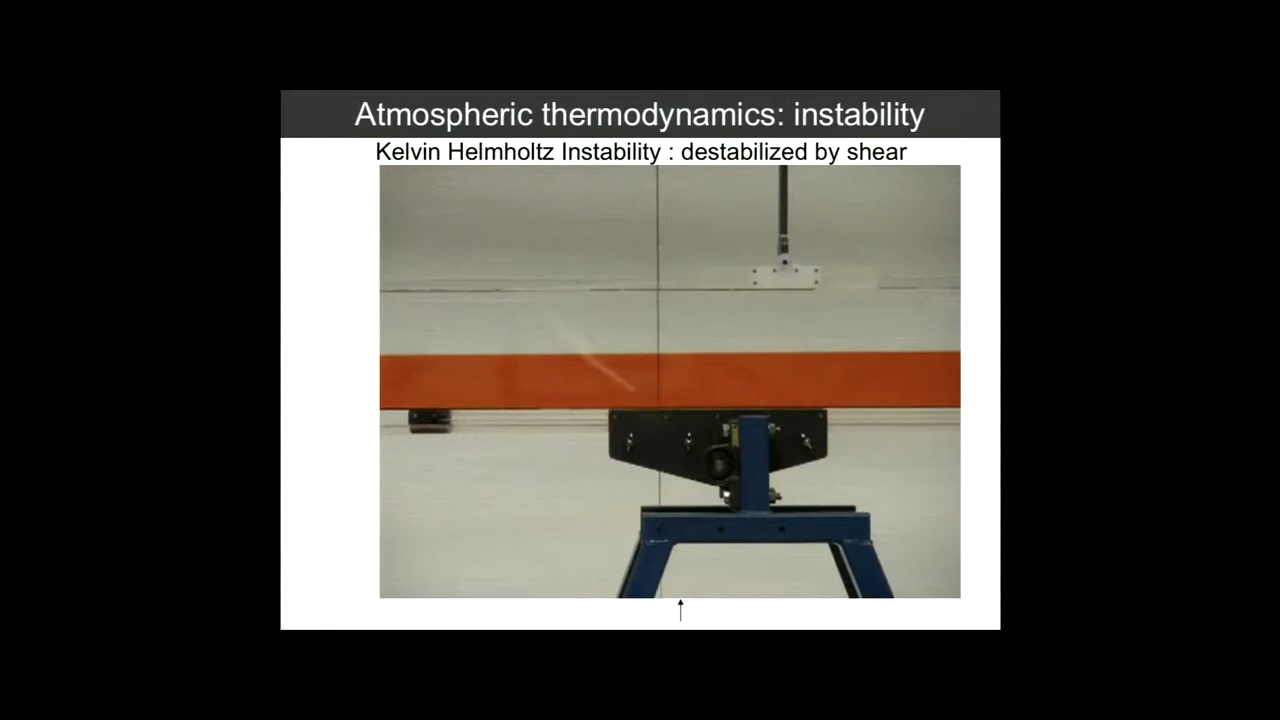 Atmospheric thermodynamics: instability
Kelvin Helmholtz Instability : destabilized by shear